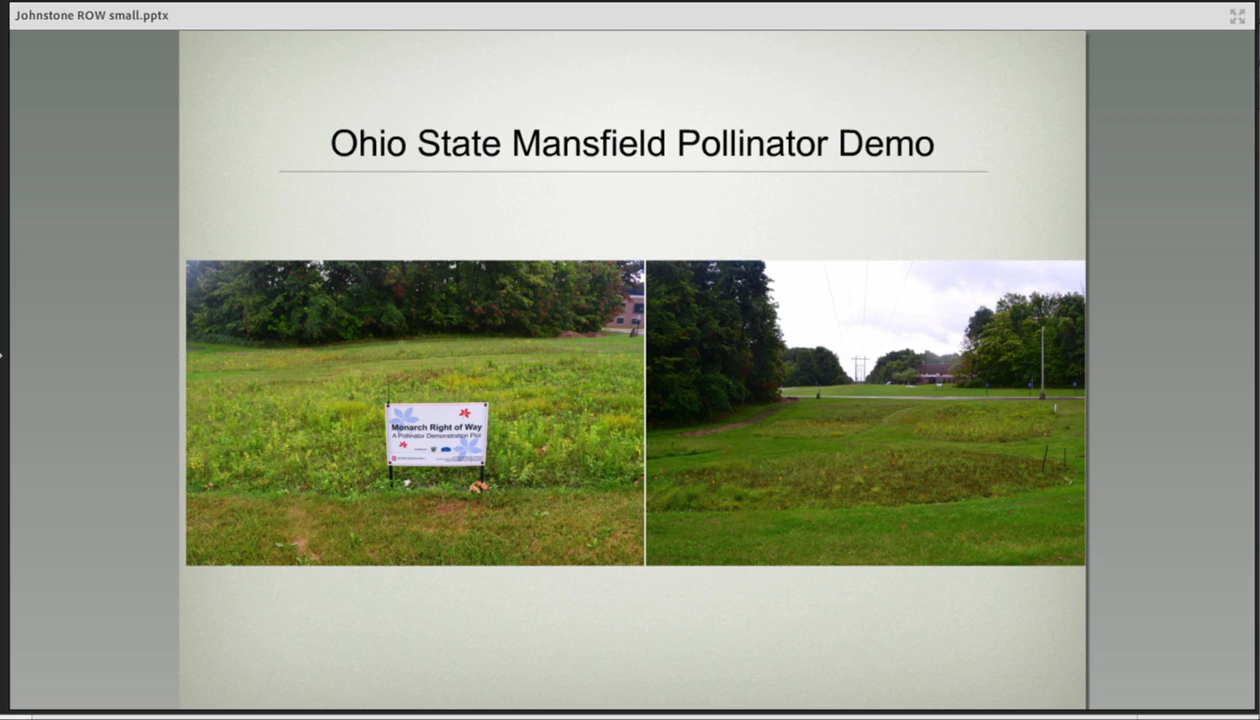 Johnstone ROW small.pptx
Ohio State Mansfield Pollinator Demo
Monarch Right of Way
A Pollinator Demonstration Plot